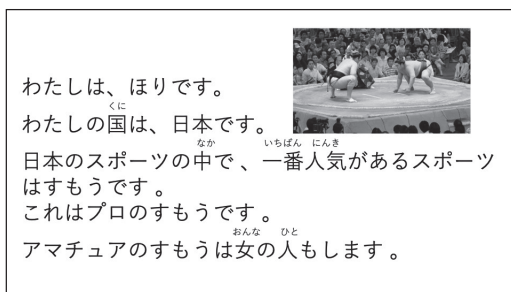 わたしは、ほりです。
わたしの国は、日本です。
日本のスポーツの中で、一番人気があるスポーツ
はすもうです。
これはプロのすもうです。
アマチュアのすもうは女の人もします。